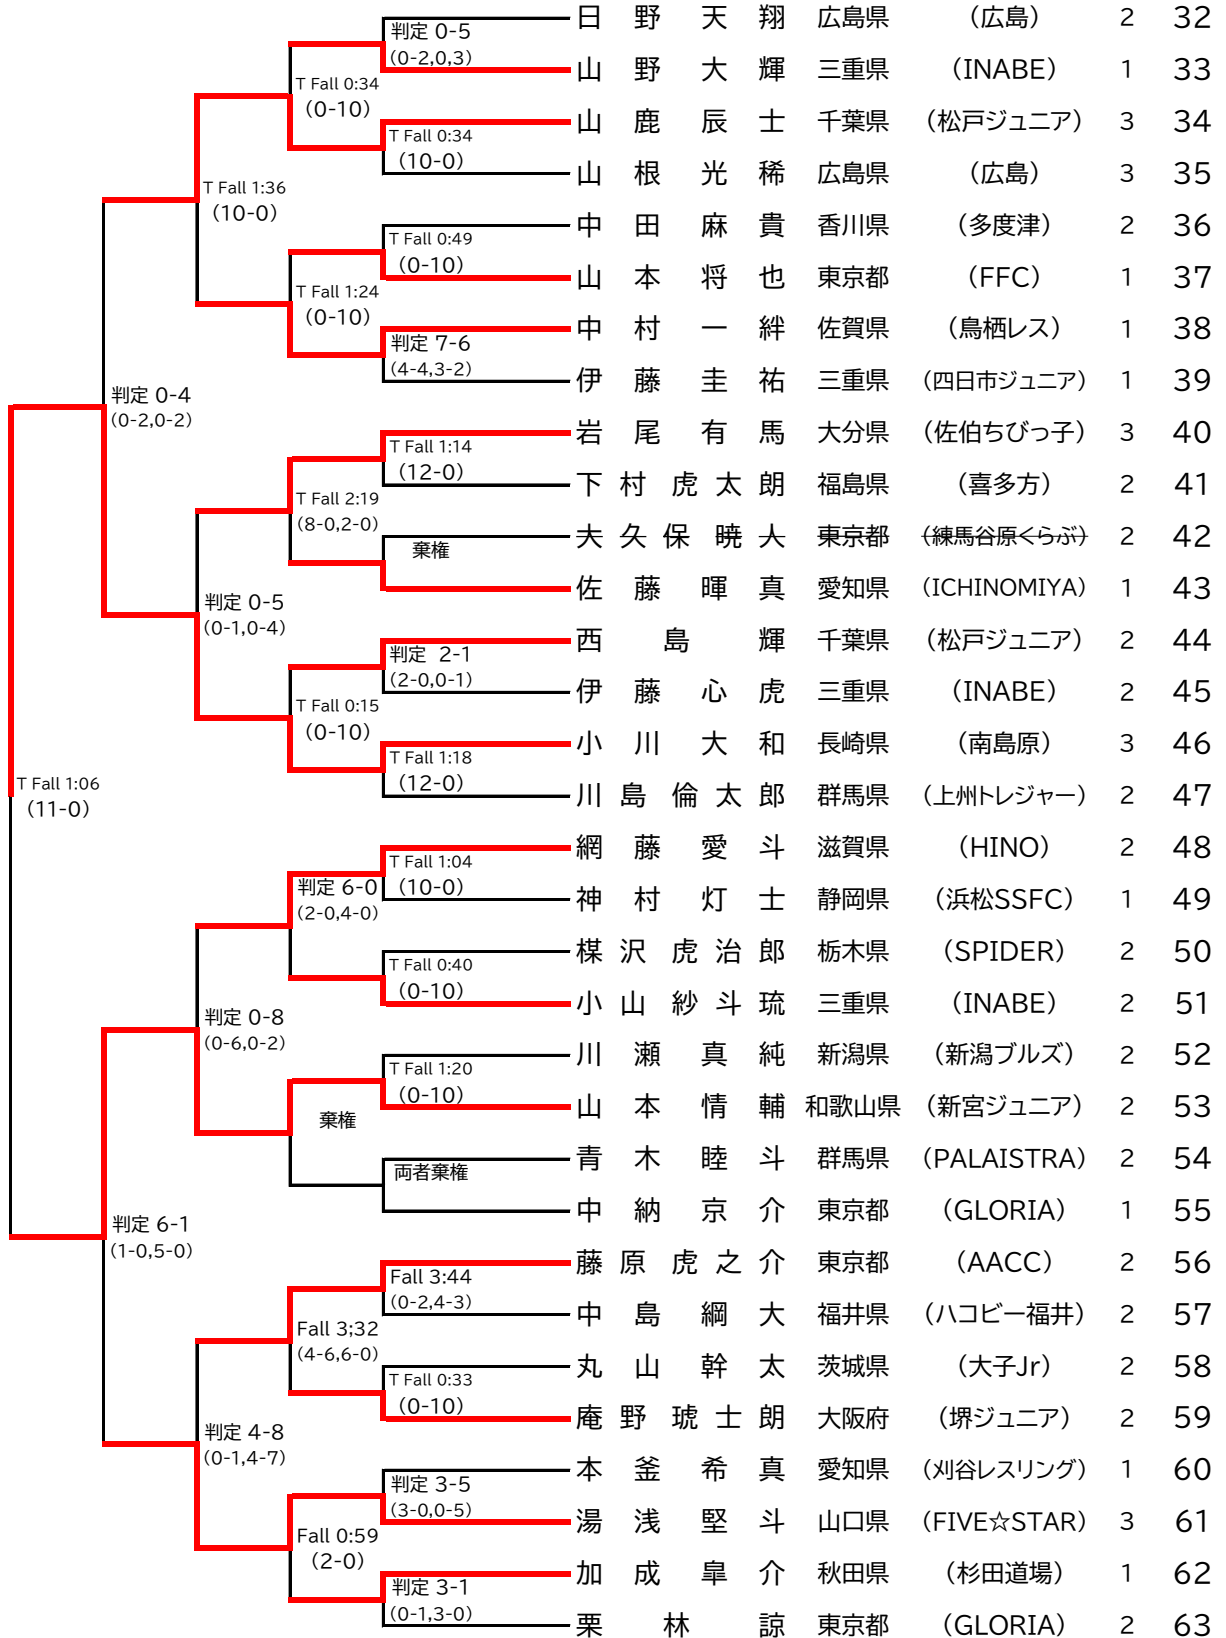 日野天翔 広島県 （広島） 2 32
判定 0-5
(0-2,0,3)
山野大輝 三重県 （INABE） 1 33
T Fall 0:34
(0-10)
山鹿辰士 千葉県 （松戸ジュニア） 3 34
T Fall 0:34
(10-0)
山根光稀 広島県 （広島） 3 35
T Fall 1:36
(10-0)
中田麻貴 香川県 （多度津） 2 36
T Fall 0:49
(0-10)
山本将也 東京都 （FFC） 1 37
T Fall 1:24
(0-10)
中村一絆 佐賀県 （鳥栖レス） 1 38
判定 7-6
(4-4,3-2)
伊藤圭祐 三重県 （四日市ジュニア） 1 39
判定 0-4
(0-2,0-2)
岩尾有馬 大分県 （佐伯ちびっ子） 3 40
T Fall 1:14
(12-0)
下村虎太朗 福島県 （喜多方） 2 41
T Fall 2:19
(8-0,2-0)
大久保暁人 東京都 （練馬谷原くらぶ） 2 42
棄権
佐藤暉真 愛知県 （ICHINOMIYA） 1 43
判定 0-5
(0-1,0-4)
西島輝 千葉県 （松戸ジュニア） 2 44
判定 2-1
(2-0,0-1)
伊藤心虎 三重県 （INABE） 2 45
T Fall 0:15
(0-10)
小川大和 長崎県 （南島原） 3 46
T Fall 1:18
(12-0)
川島倫太郎 群馬県 （上州トレジャー） 2 47
T Fall 1:06
(11-0)
網藤愛斗 滋賀県 （HINO） 2 48
T Fall 1:04
(10-0)
神村灯士 静岡県 （浜松SSFC） 1 49
判定 6-0
(2-0,4-0)
楳沢虎治郎 栃木県 （SPIDER） 2 50
T Fall 0:40
(0-10)
小山紗斗琉 三重県 （INABE） 2 51
判定 0-8
(0-6,0-2)
川瀬真純 新潟県 （新潟ブルズ） 2 52
T Fall 1:20
(0-10)
山本情輔 和歌山県 （新宮ジュニア） 2 53
棄権
青木睦斗 群馬県 （PALAISTRA） 2 54
両者棄権
中納京介 東京都 （GLORIA） 1 55
判定 6-1
(1-0,5-0)
藤原虎之介 東京都 （AACC） 2 56
Fall 3:44
(0-2,4-3)
中島綱大 福井県 （ハコビー福井） 2 57
Fall 3;32
(4-6,6-0)
丸山幹太 茨城県 （大子Jr） 2 58
T Fall 0:33
(0-10)
庵野琥士朗 大阪府 （堺ジュニア） 2 59
判定 4-8
(0-1,4-7)
本釜希真 愛知県 （刈谷レスリング） 1 60
判定 3-5
(3-0,0-5)
湯浅堅斗 山口県 （FIVE☆STAR） 3 61
Fall 0:59
(2-0)
加成皐介 秋田県 （杉田道場） 1 62
判定 3-1
(0-1,3-0)
栗林諒 東京都 （GLORIA） 2 63